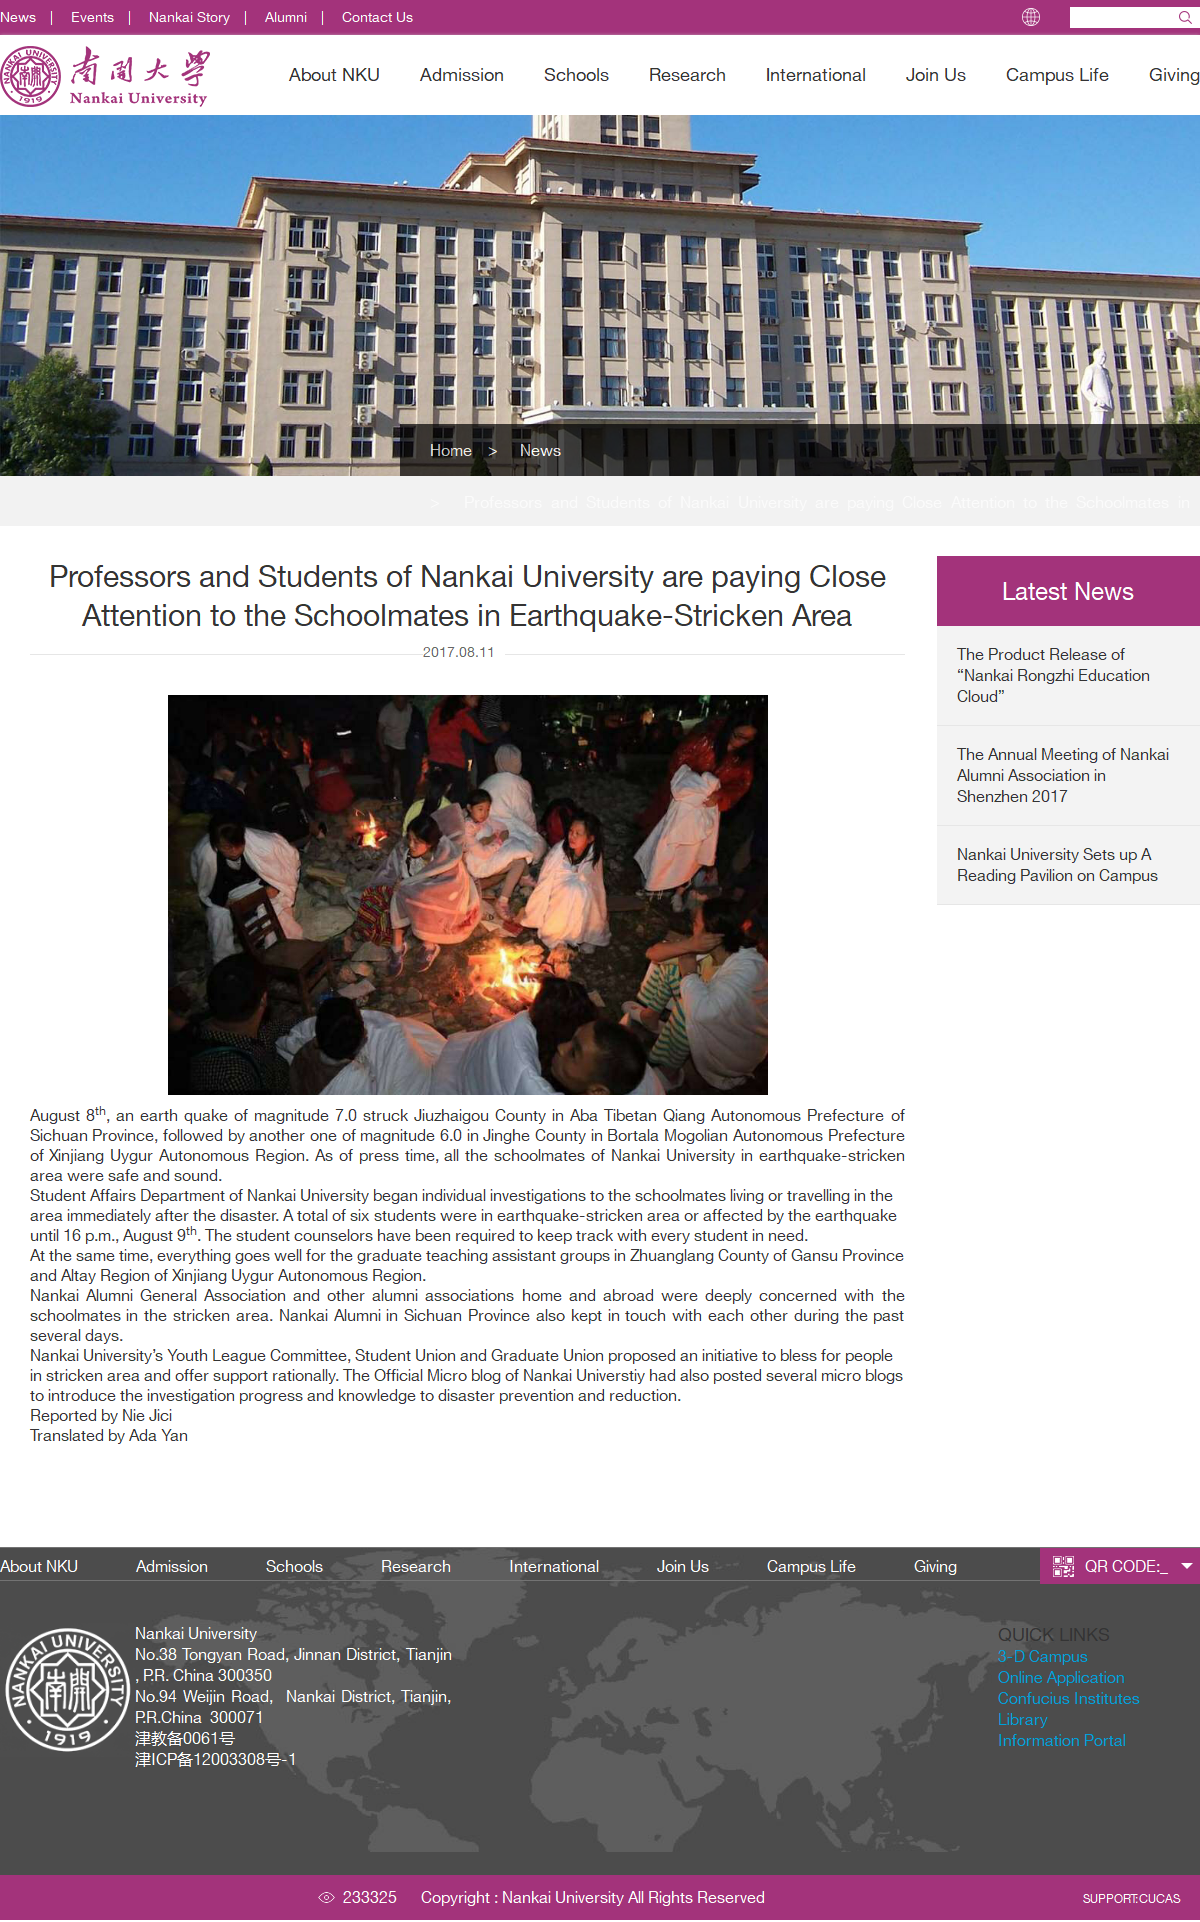 News | Events | Nankai Story | Alumni | Contact Us
NANKAI UNIVERSITY 1919
南開大學
Nankai University
About NKU Admission Schools Research International Join Us Campus Life Giving
Home > News
> Professors and Students of Nankai University are paying Close Attention to the Schoolmates in
Professors and Students of Nankai University are paying Close
Attention to the Schoolmates in Earthquake-Stricken Area
2017.08.11
August 8th, an earth quake of magnitude 7.0 struck Jiuzhaigou County in Aba Tibetan Qiang Autonomous Prefecture of
Sichuan Province, followed by another one of magnitude 6.0 in Jinghe County in Bortala Mogolian Autonomous Prefecture
of Xinjiang Uygur Autonomous Region. As of press time, all the schoolmates of Nankai University in earthquake-stricken
area were safe and sound.
Student Affairs Department of Nankai University began individual investigations to the schoolmates living or travelling in the
area immediately after the disaster. A total of six students were in earthquake-stricken area or affected by the earthquake
until 16 p.m., August 9th. The student counselors have been required to keep track with every student in need.
At the same time, everything goes well for the graduate teaching assistant groups in Zhuanglang County of Gansu Province
and Altay Region of Xinjiang Uygur Autonomous Region.
Nankai Alumni General Association and other alumni associations home and abroad were deeply concerned with the
schoolmates in the stricken area. Nankai Alumni in Sichuan Province also kept in touch with each other during the past
several days.
Nankai University’s Youth League Committee, Student Union and Graduate Union proposed an initiative to bless for people
in stricken area and offer support rationally. The Official Micro blog of Nankai Universtiy had also posted several micro blogs
to introduce the investigation progress and knowledge to disaster prevention and reduction.
Reported by Nie Jici
Translated by Ada Yan
Latest News
The Product Release of
“Nankai Rongzhi Education
Cloud”
The Annual Meeting of Nankai
Alumni Association in
Shenzhen 2017
Nankai University Sets up A
Reading Pavilion on Campus
About NKU Admission Schools Research International Join Us Campus Life Giving
QR CODE:_
NANKAI UNIVERSITY
南開
1919
Nankai University
No.38 Tongyan Road, Jinnan District, Tianjin
, P.R. China 300350
No.94 Weijin Road, Nankai District, Tianjin,
P.R.China 300071
津教备0061号
津ICP备12003308号-1
QUICK LINKS
3-D Campus
Online Application
Confucius Institutes
Library
Information Portal
233325 Copyright : Nankai University All Rights Reserved
SUPPORT:CUCAS